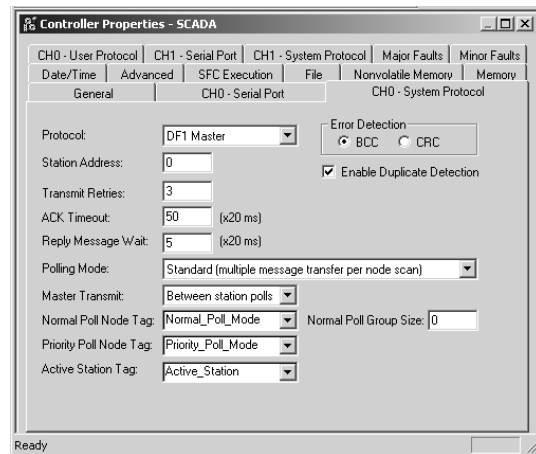 Controller Properties - SCADA
CH0 - User Protocol CH1 - Serial Port CH1 - System Protocol Major Faults Minor Faults
Date/Time Advanced SFC Execution File Nonvolatile Memory Memory
General CH0 - Serial Port CH0 - System Protocol
Protocol: DF1 Master
Error Detection
BCC CRC
Station Address: 0
Enable Duplicate Detection
Transmit Retries: 3
ACK Timeout: 50 (x20 ms)
Reply Message Wait: 5 (x20 ms)
Polling Mode: Standard (multiple message transfer per node scan)
Master Transmit: Between station polls
Normal Poll Node Tag: Normal_Poll_Mode Normal Poll Group Size: 0
Priority Poll Node Tag: Priority_Poll_Mode
Active Station Tag: Active_Station
Ready